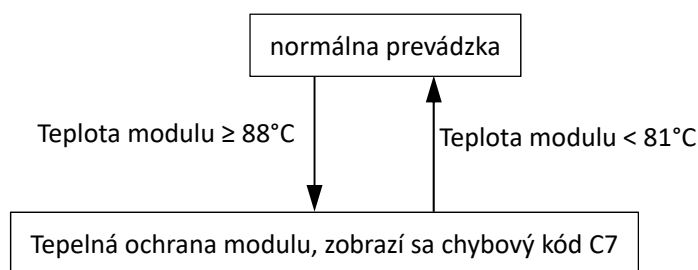 normálna prevádzka
Teplota modulu ≥ 88°C
Teplota modulu < 81°C
Tepelná ochrana modulu, zobrazí sa chybový kód C7